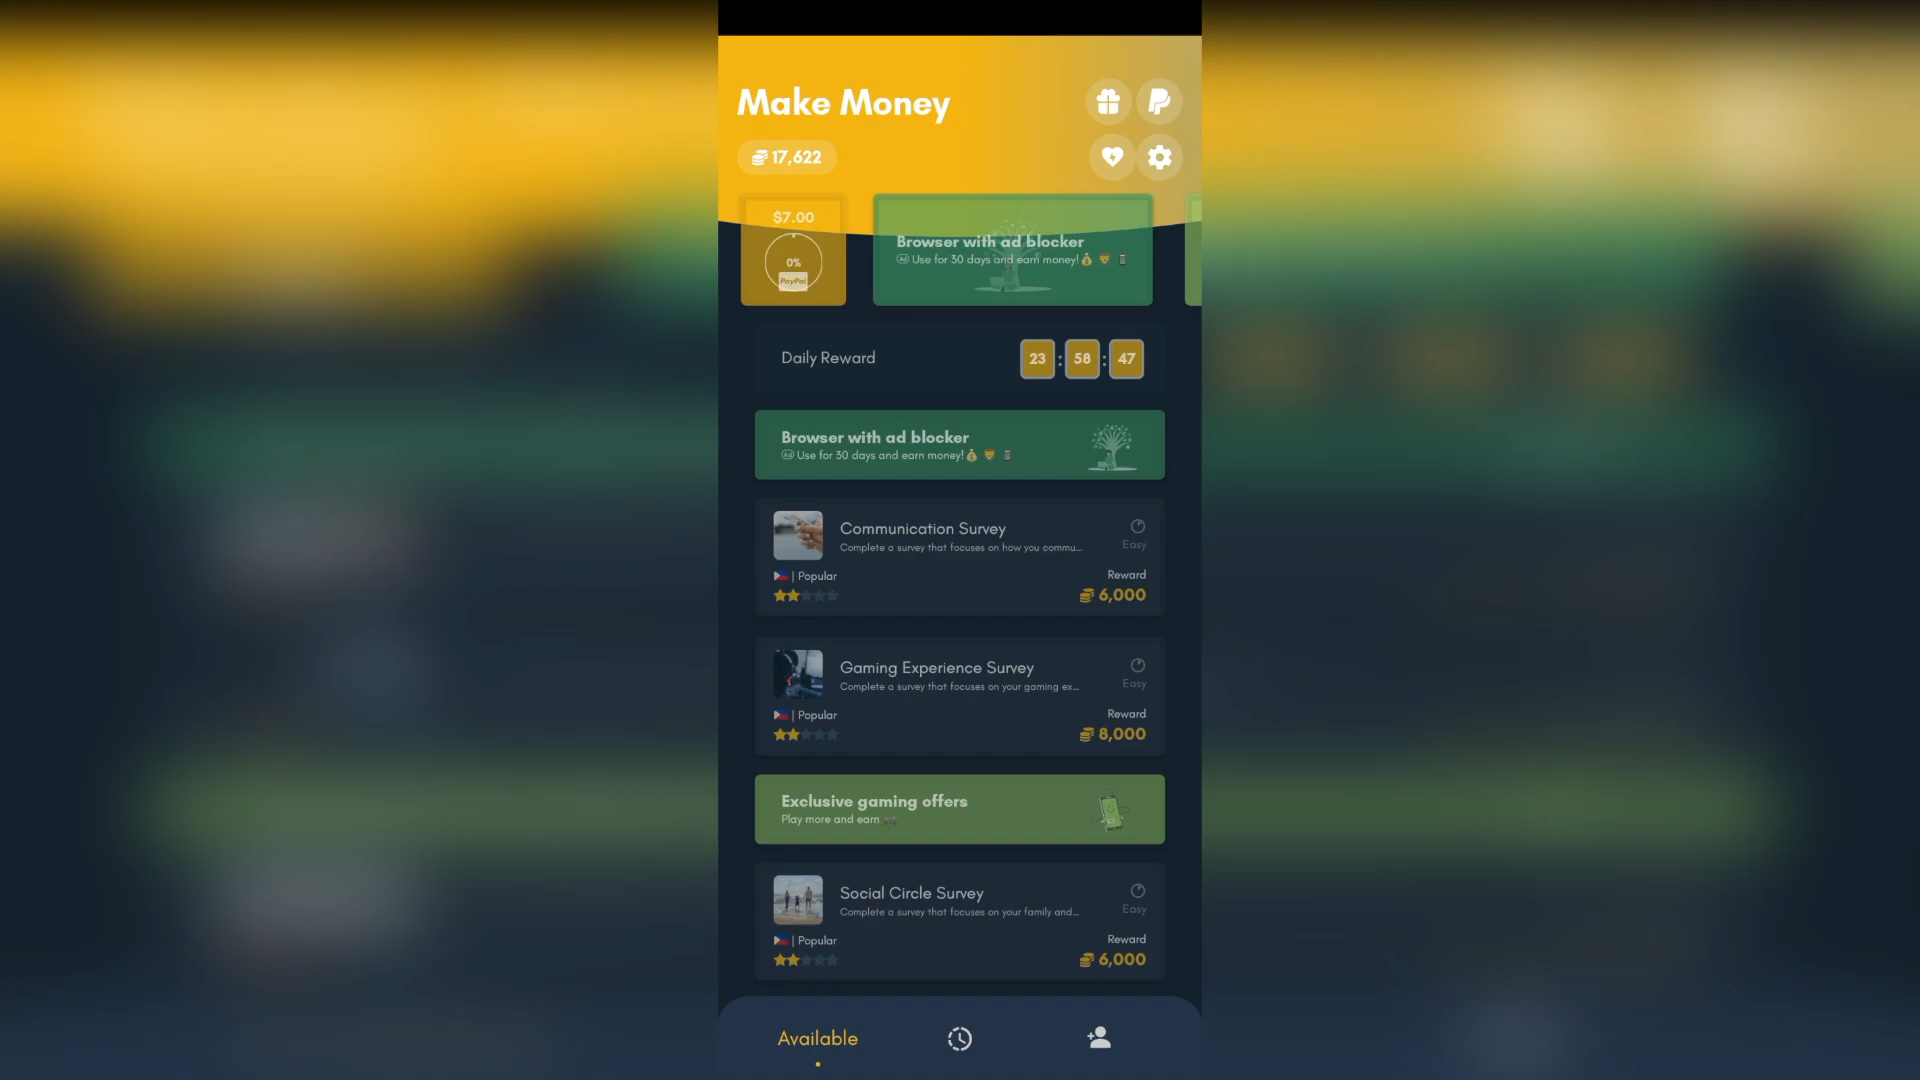 Make Money
17,622
$7.00
0%
PayPal
Browser with ad blocker
Ad Use for 30 days and earn money!
Daily Reward
23 : 58 : 47
Browser with ad blocker
Ad Use for 30 days and earn money!
Communication Survey
Complete a survey that focuses on how you commu...
Easy
| Popular
Reward
6,000
Gaming Experience Survey
Complete a survey that focuses on your gaming ex...
Easy
| Popular
Reward
8,000
Exclusive gaming offers
Play more and earn
Social Circle Survey
Complete a survey that focuses on your family and...
Easy
| Popular
Reward
6,000
Available